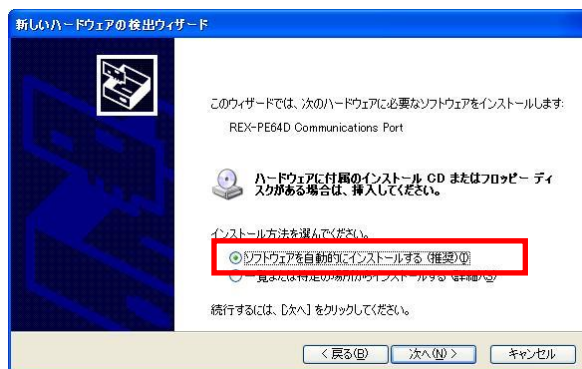 新しいハードウェアの検出ウィザード
このウィザードでは、次のハードウェアに必要なソフトウェアをインストールします:
REX-PE64D Communications Port
ハードウェアに付属のインストール CD またはフロッピー ディ
スクがある場合は、挿入してください。
インストール方法を選んでください。
ソフトウェアを自動的にインストールする (推奨)(I)
一覧または特定の場所からインストールする (詳細)(S)
続行するには、[次へ] をクリックしてください。
< 戻る(B)
次へ(N) >
キャンセル